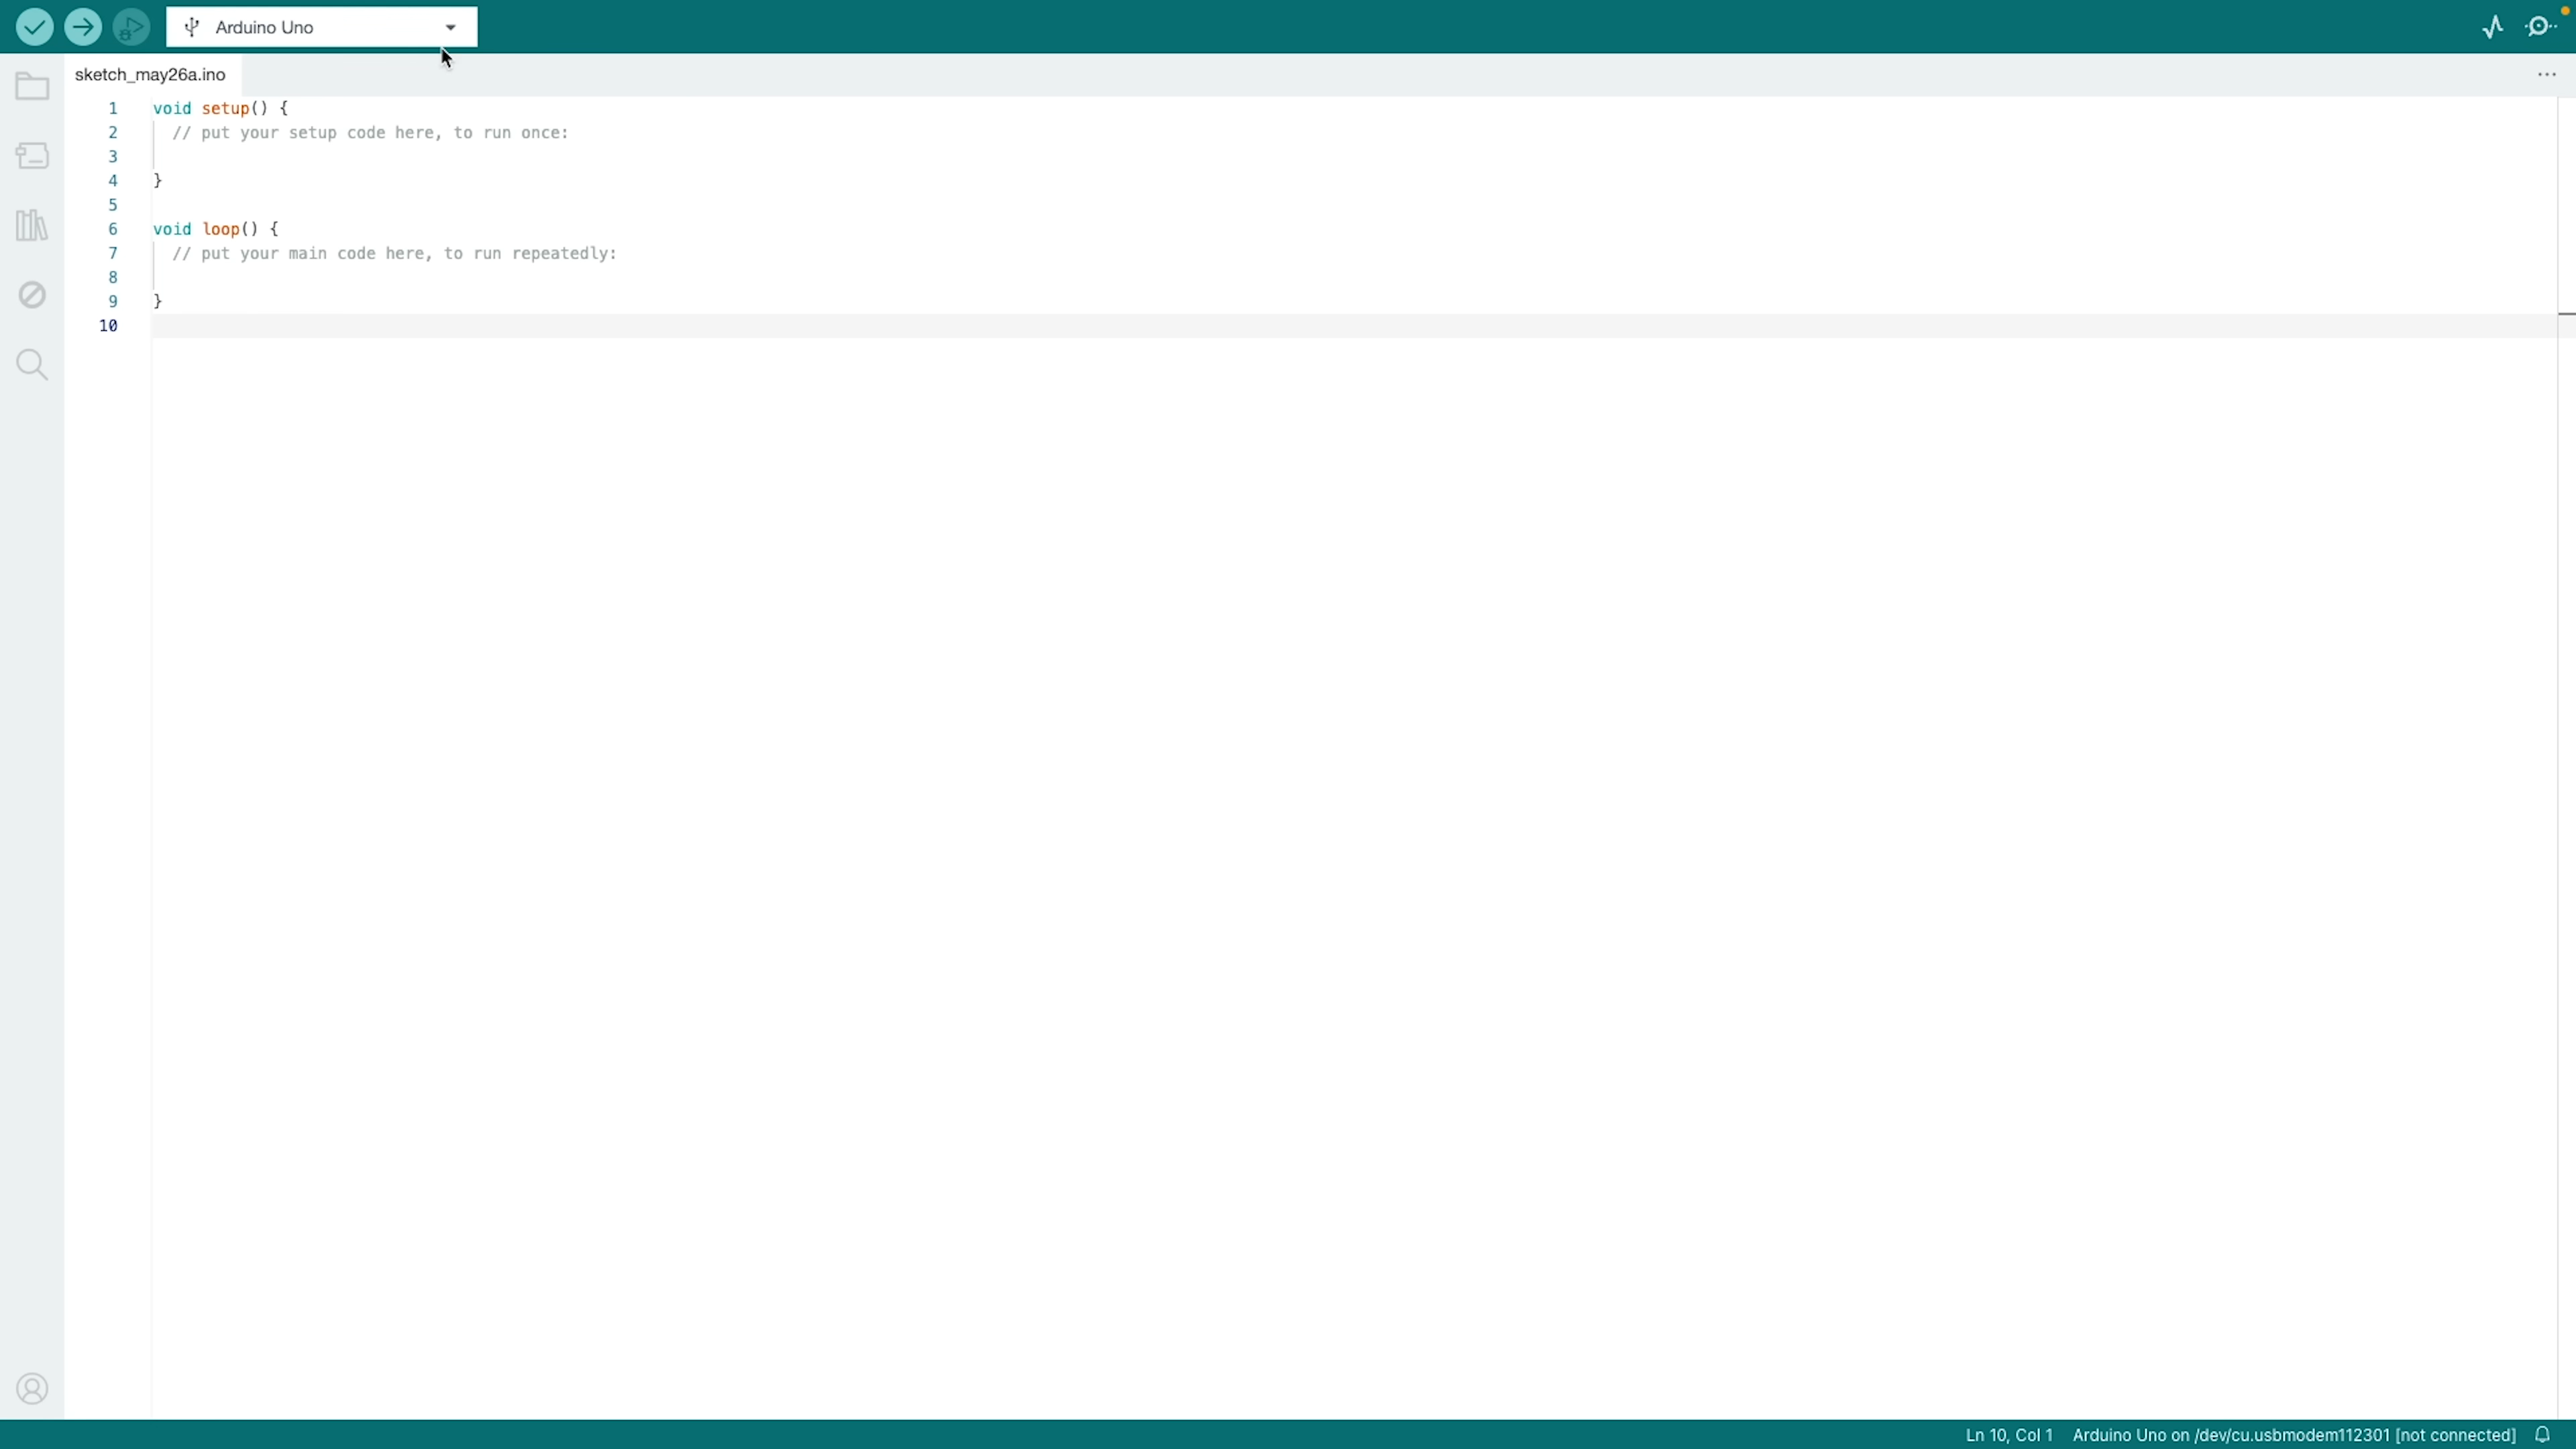 Arduino Uno
sketch_may26a.ino
1 void setup() {
2 // put your setup code here, to run once:
3
4 }
5
6 void loop() {
7 // put your main code here, to run repeatedly:
8
9 }
10
Ln 10, Col 1 Arduino Uno on /dev/cu.usbmodem112301 [not connected]